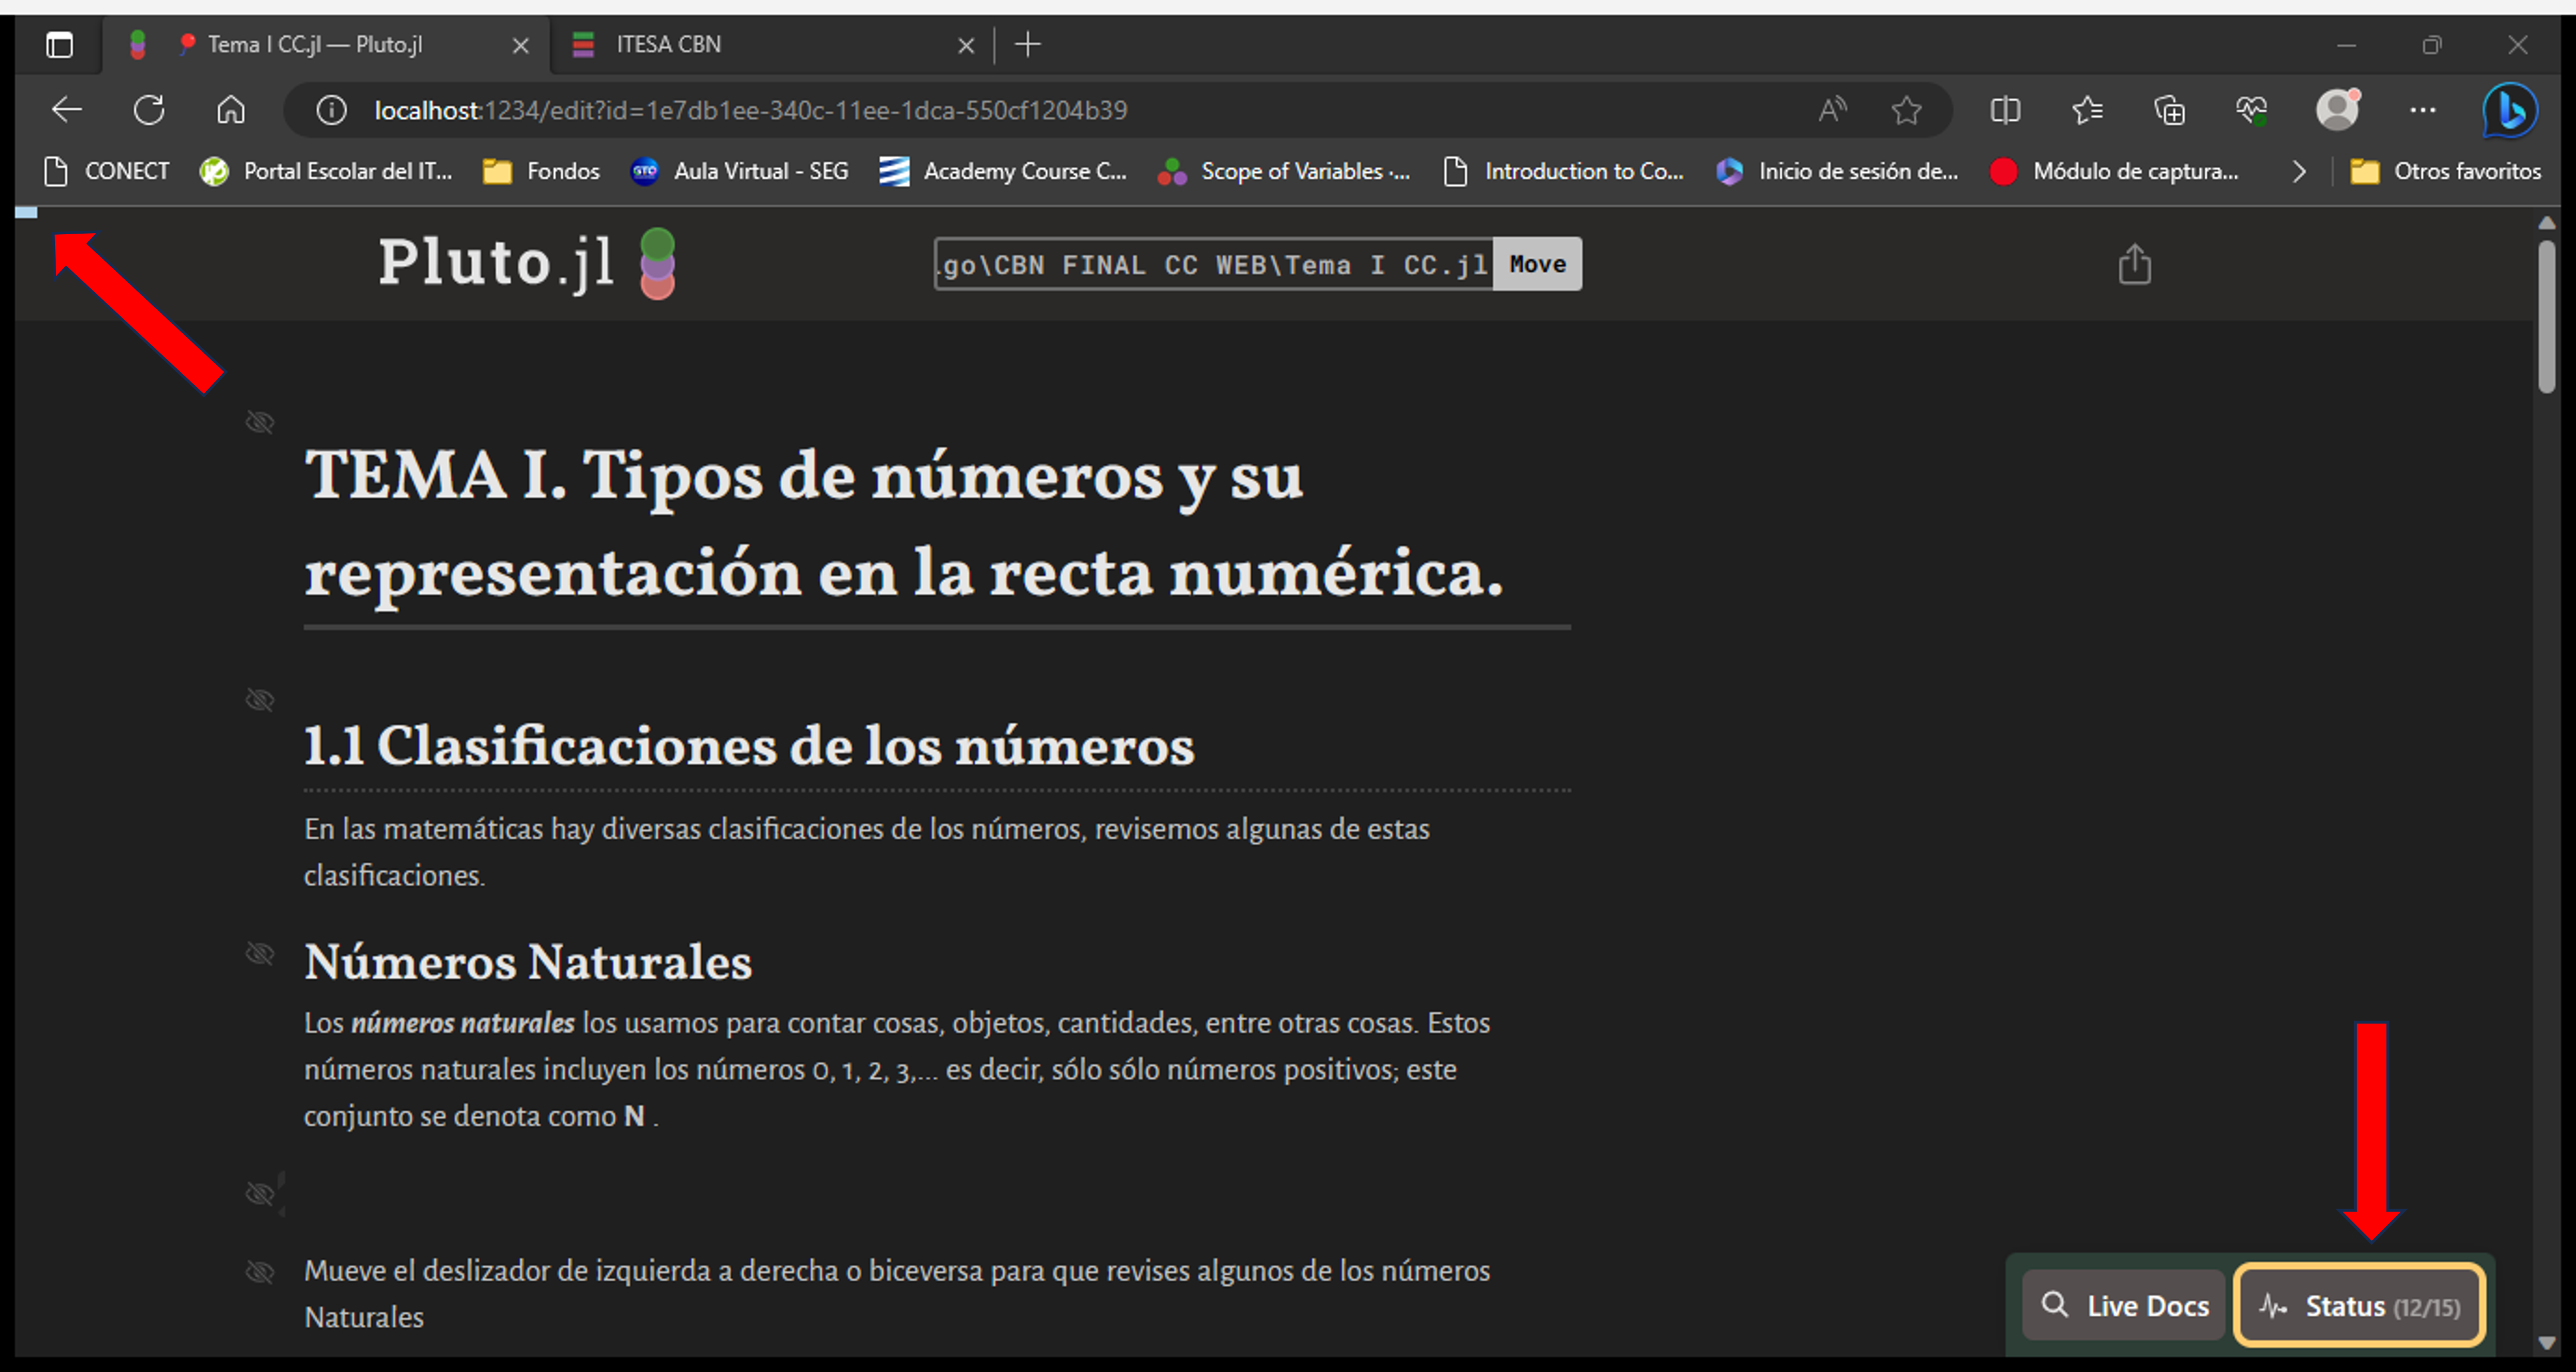 Tema I CC.jl — Pluto.jl
ITESA CBN
localhost:1234/edit?id=1e7db1ee-340c-11ee-1dca-550cf1204b39
CONECT
Portal Escolar del IT...
Fondos
GTO
Aula Virtual - SEG
Academy Course C...
Scope of Variables ·...
Introduction to Co...
Inicio de sesión de...
Módulo de captura...
Otros favoritos
Pluto.jl
.go\CBN FINAL CC WEB\Tema I CC.jl
Move
TEMA I. Tipos de números y su
representación en la recta numérica.
1.1 Clasificaciones de los números
En las matemáticas hay diversas clasificaciones de los números, revisemos algunas de estas
clasificaciones.
Números Naturales
Los números naturales los usamos para contar cosas, objetos, cantidades, entre otras cosas. Estos
números naturales incluyen los números 0, 1, 2, 3,... es decir, sólo sólo números positivos; este
conjunto se denota como N .
Mueve el deslizador de izquierda a derecha o biceversa para que revises algunos de los números
Naturales
Live Docs
Status (12/15)